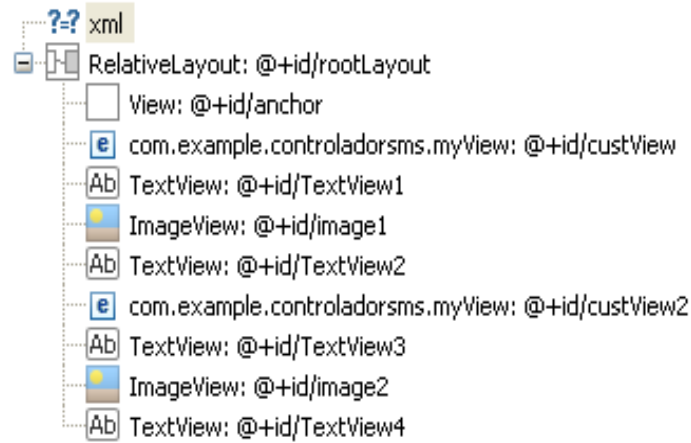 ?=? xml
RelativeLayout: @+id/rootLayout
View: @+id/anchor
e com.example.controladorsms.myView: @+id/custView
Ab TextView: @+id/TextView1
ImageView: @+id/image1
Ab TextView: @+id/TextView2
e com.example.controladorsms.myView: @+id/custView2
Ab TextView: @+id/TextView3
ImageView: @+id/image2
Ab TextView: @+id/TextView4